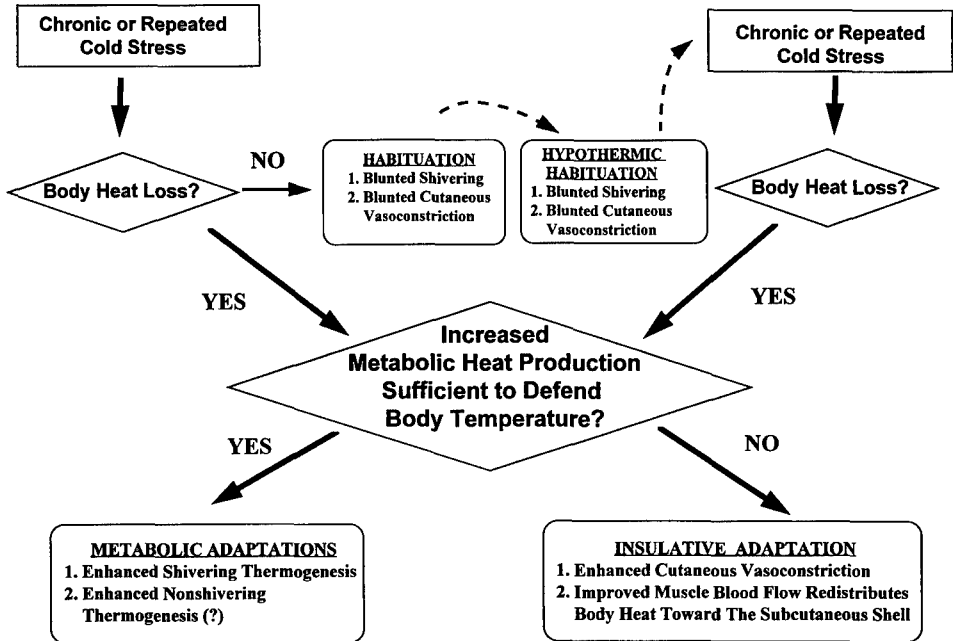 Chronic or Repeated
Cold Stress
Chronic or Repeated
Cold Stress
Body Heat Loss?
NO
HABITUATION
1. Blunted Shivering
2. Blunted Cutaneous
Vasoconstriction
HYPOTHERMIC
HABITUATION
1. Blunted Shivering
2. Blunted Cutaneous
Vasoconstriction
Body Heat Loss?
YES
YES
Increased
Metabolic Heat Production
Sufficient to Defend
Body Temperature?
YES
NO
METABOLIC ADAPTATIONS
1. Enhanced Shivering Thermogenesis
2. Enhanced Nonshivering
Thermogenesis (?)
INSULATIVE ADAPTATION
1. Enhanced Cutaneous Vasoconstriction
2. Improved Muscle Blood Flow Redistributes
Body Heat Toward The Subcutaneous Shell